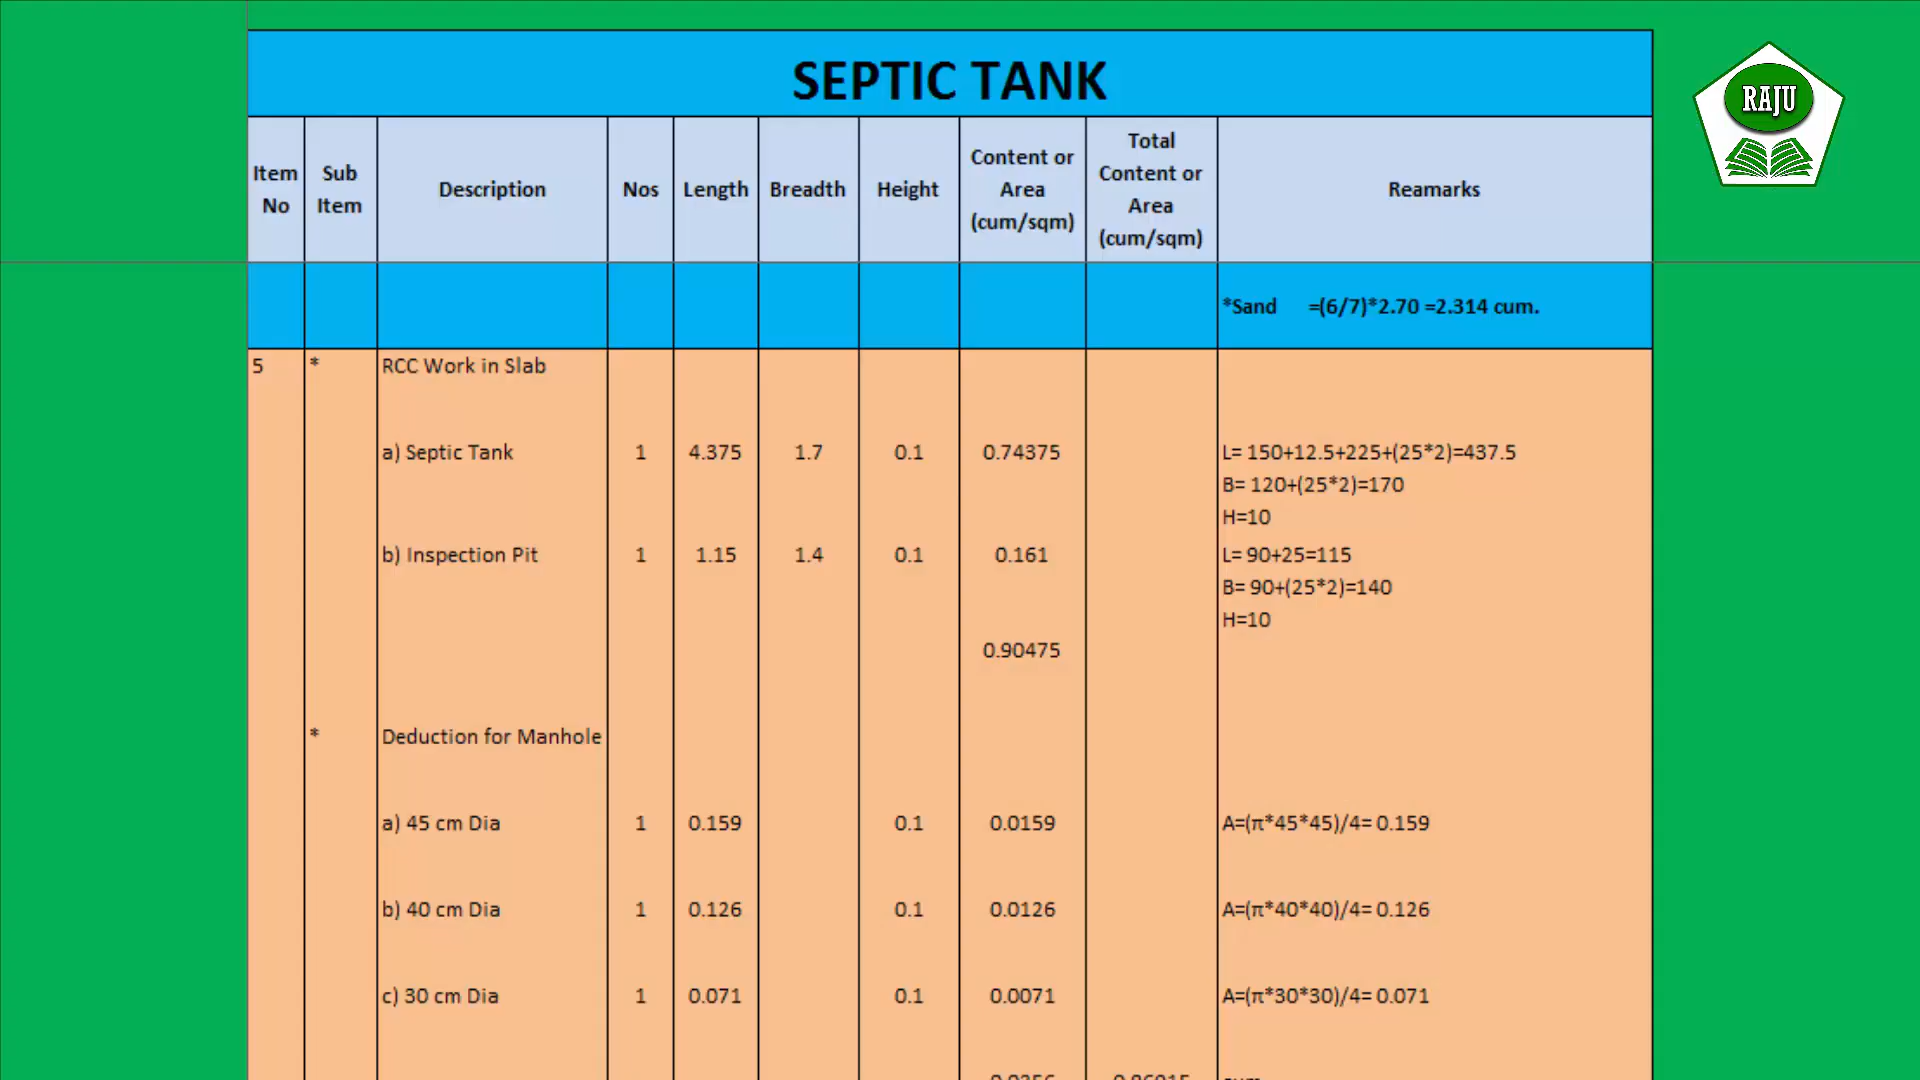 SEPTIC TANK
RAJU
Item No
Sub Item
Description
Nos
Length
Breadth
Height
Content or Area (cum/sqm)
Total Content or Area (cum/sqm)
Reamarks
*Sand =(6/7)*2.70 =2.314 cum.
5 * RCC Work in Slab
a) Septic Tank 1 4.375 1.7 0.1 0.74375 L= 150+12.5+225+(25*2)=437.5
B= 120+(25*2)=170
H=10
b) Inspection Pit 1 1.15 1.4 0.1 0.161 L= 90+25=115
B= 90+(25*2)=140
H=10
0.90475
* Deduction for Manhole
a) 45 cm Dia 1 0.159 0.1 0.0159 A=(π*45*45)/4= 0.159
b) 40 cm Dia 1 0.126 0.1 0.0126 A=(π*40*40)/4= 0.126
c) 30 cm Dia 1 0.071 0.1 0.0071 A=(π*30*30)/4= 0.071